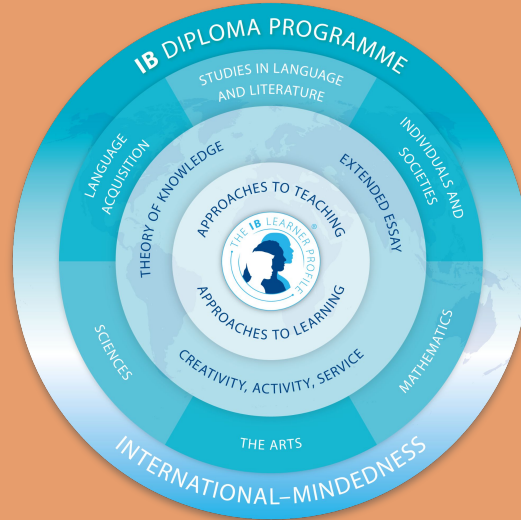 IB DIPLOMA PROGRAMME
STUDIES IN LANGUAGE
AND LITERATURE
LANGUAGE
ACQUISITION
INDIVIDUALS AND
SOCIETIES
THEORY OF KNOWLEDGE
EXTENDED ESSAY
APPROACHES TO TEACHING
THE IB LEARNER PROFILE
®
APPROACHES TO LEARNING
CREATIVITY, ACTIVITY, SERVICE
SCIENCES
MATHEMATICS
THE ARTS
INTERNATIONAL–MINDEDNESS